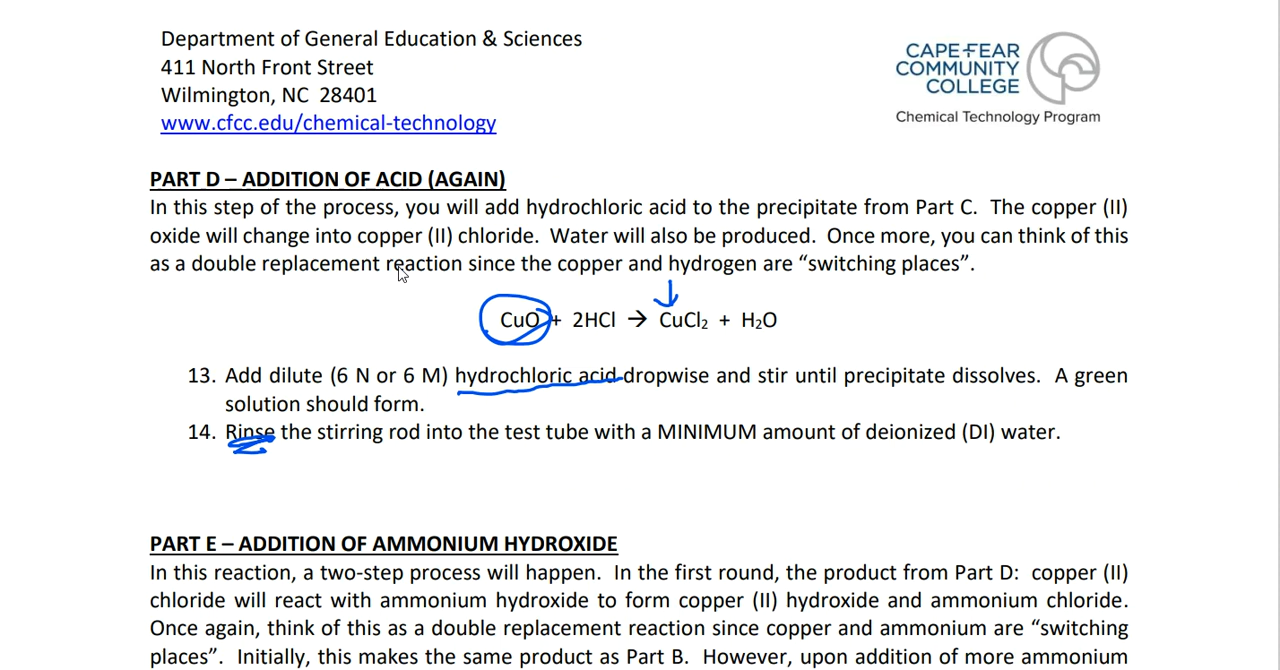 Department of General Education & Sciences
411 North Front Street
Wilmington, NC 28401
www.cfcc.edu/chemical-technology
CAPE FEAR
COMMUNITY
COLLEGE
Chemical Technology Program
PART D – ADDITION OF ACID (AGAIN)
In this step of the process, you will add hydrochloric acid to the precipitate from Part C. The copper (II)
oxide will change into copper (II) chloride. Water will also be produced. Once more, you can think of this
as a double replacement reaction since the copper and hydrogen are “switching places”.
CuO + 2HCl → CuCl₂ + H₂O
13. Add dilute (6 N or 6 M) hydrochloric acid dropwise and stir until precipitate dissolves. A green
solution should form.
14. Rinse the stirring rod into the test tube with a MINIMUM amount of deionized (DI) water.
PART E – ADDITION OF AMMONIUM HYDROXIDE
In this reaction, a two-step process will happen. In the first round, the product from Part D: copper (II)
chloride will react with ammonium hydroxide to form copper (II) hydroxide and ammonium chloride.
Once again, think of this as a double replacement reaction since copper and ammonium are “switching
places”. Initially, this makes the same product as Part B. However, upon addition of more ammonium